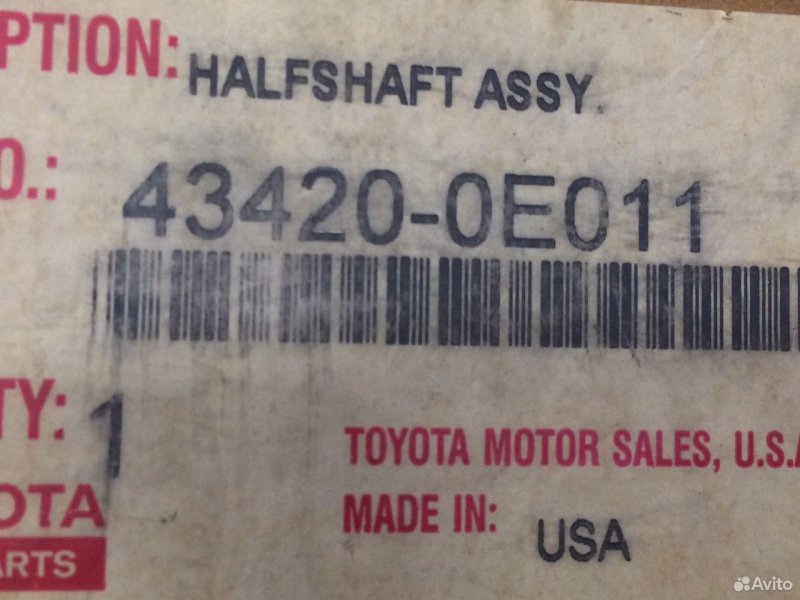 PTION: HALFSHAFT ASSY.
O.: 43420-0E011
TY: 1
TOYOTA MOTOR SALES, U.S.A
OTA
MADE IN: USA
ARTS
Avito